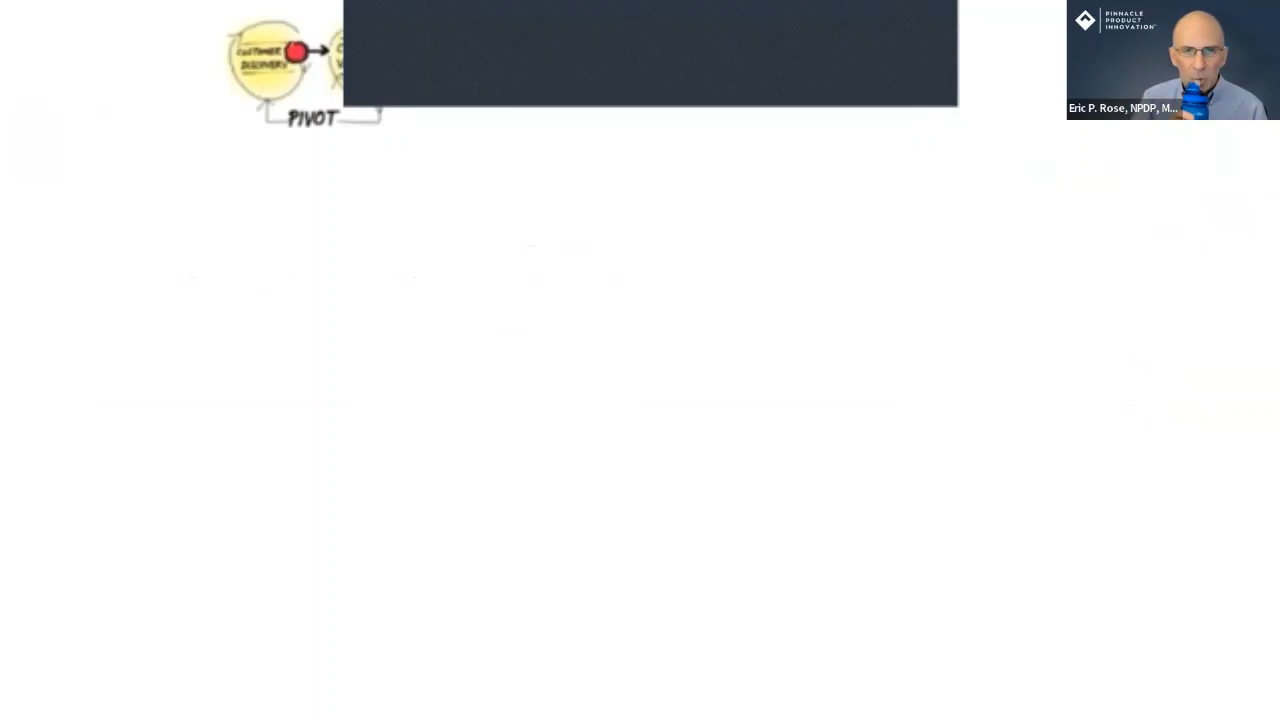 CUSTOMER
DISCOVERY
PIVOT
PINNACLE
PRODUCT
INNOVATION
Eric P. Rose, NPDP, M...